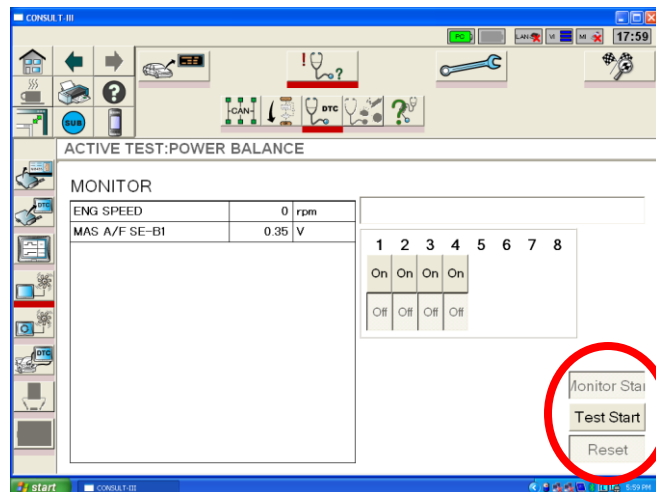 CONSULT-III
PC LAN VI MI 17:59
!
?
-CAN- DTC ?
?
SUB
ACTIVE TEST:POWER BALANCE
MONITOR
ENG SPEED 0 rpm
MAS A/F SE-B1 0.35 V
1 2 3 4 5 6 7 8
On On On On
Off Off Off Off
DTC
DTC
Monitor Star
Test Start
Reset
start CONSULT-III 5:59 PM